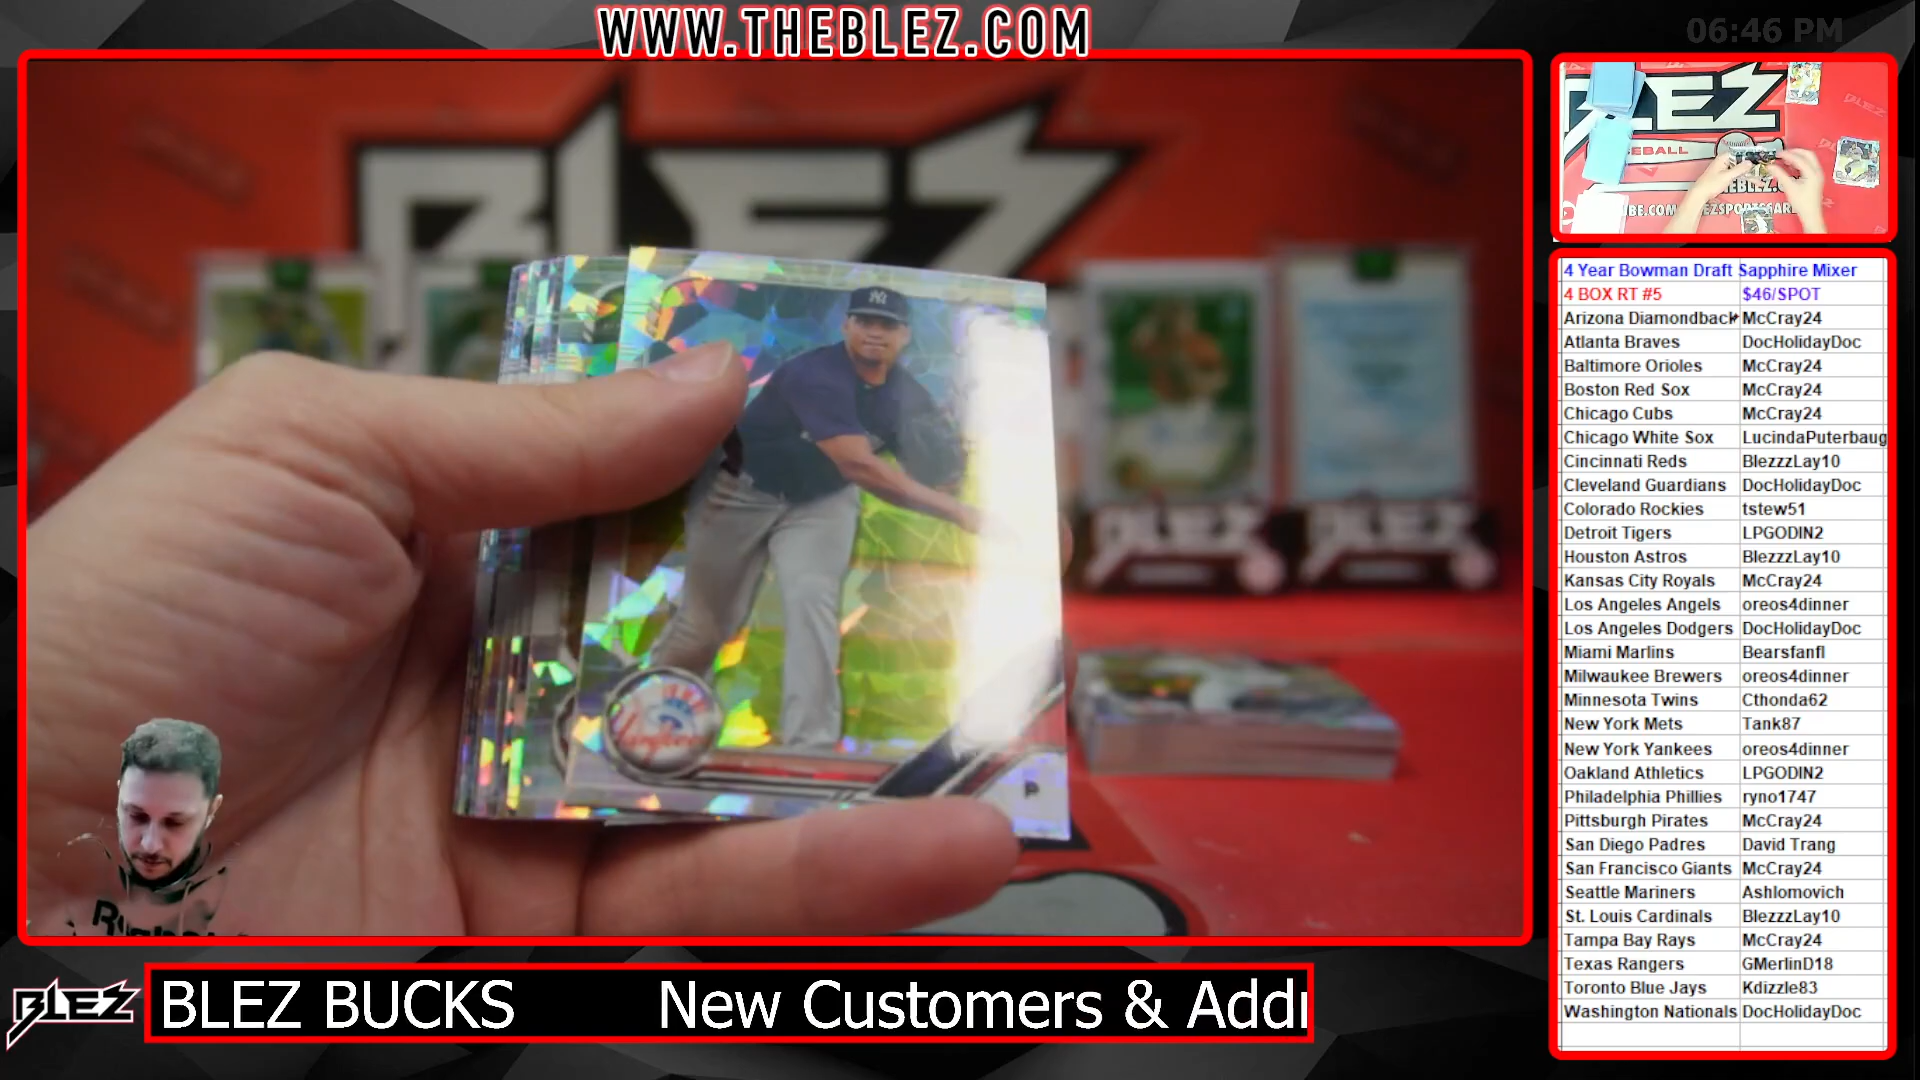 WWW.THEBLEZ.COM
06:46 PM
BLEZ
4 Year Bowman Draft Sapphire Mixer
4 BOX RT #5 $46/SPOT
Arizona Diamondback McCray24
Atlanta Braves DocHolidayDoc
Baltimore Orioles McCray24
Boston Red Sox McCray24
Chicago Cubs McCray24
Chicago White Sox LucindaPuterbaug
Cincinnati Reds BlezzzLay10
Cleveland Guardians DocHolidayDoc
Colorado Rockies tstew51
Detroit Tigers LPGODIN2
Houston Astros BlezzzLay10
Kansas City Royals McCray24
Los Angeles Angels oreos4dinner
Los Angeles Dodgers DocHolidayDoc
Miami Marlins Bearsfanfl
Milwaukee Brewers oreos4dinner
Minnesota Twins Cthonda62
New York Mets Tank87
New York Yankees oreos4dinner
Oakland Athletics LPGODIN2
Philadelphia Phillies ryno1747
Pittsburgh Pirates McCray24
San Diego Padres David Trang
San Francisco Giants McCray24
Seattle Mariners Ashlomovich
St. Louis Cardinals BlezzzLay10
Tampa Bay Rays McCray24
Texas Rangers GMerlinD18
Toronto Blue Jays Kdizzle83
Washington Nationals DocHolidayDoc
P
BLEZ
BLEZ BUCKS New Customers & Add